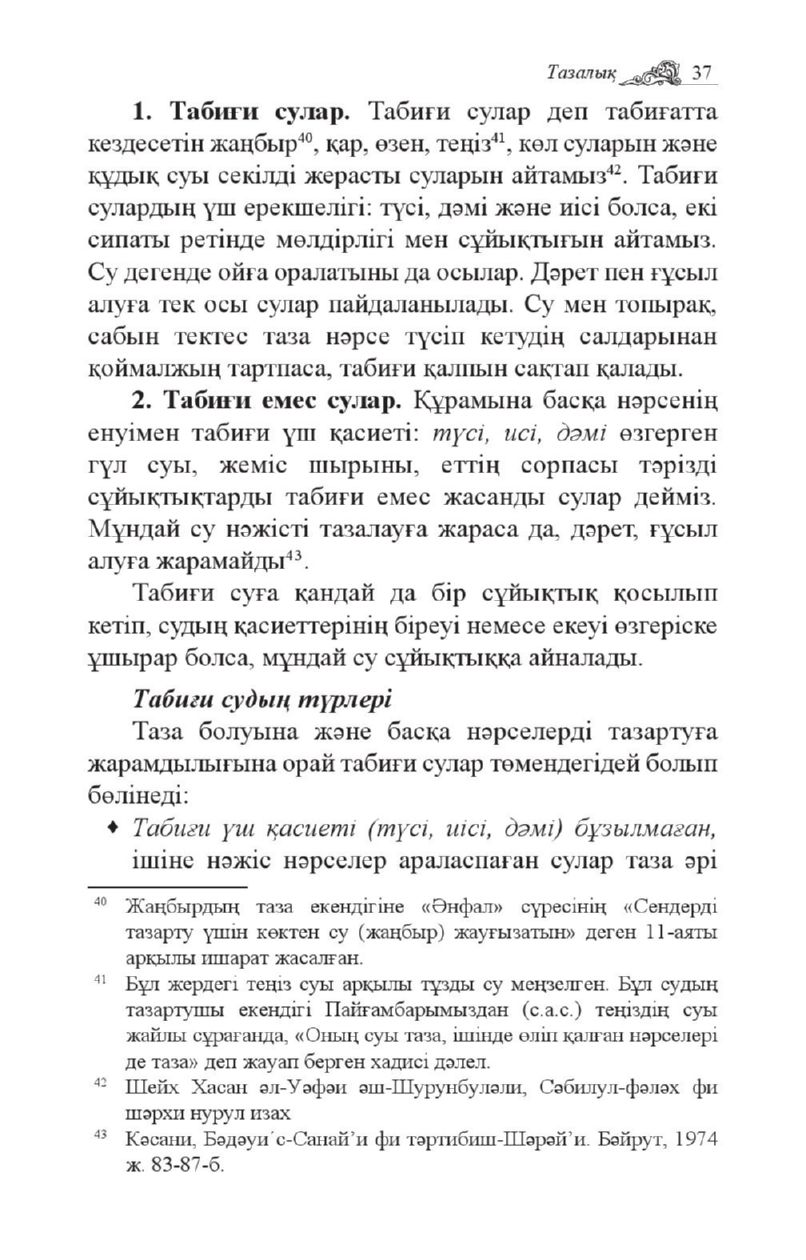 Тазалық 37
1. Табиғи сулар. Табиғи сулар деп табиғатта
кездесетін жаңбыр⁴⁰, қар, өзен, теңіз⁴¹, көл суларын және
құдық суы секілді жерасты суларын айтамыз⁴². Табиғи
сулардың үш ерекшелігі: түсі, дәмі және иісі болса, екі
сипаты ретінде мөлдірлігі мен сұйықтығын айтамыз.
Су дегенде ойға оралатыны да осылар. Дәрет пен ғұсыл
алуға тек осы сулар пайдаланылады. Су мен топырақ,
сабын тектес таза нәрсе түсіп кетудің салдарынан
қоймалжың тартпаса, табиғи қалпын сақтап қалады.
2. Табиғи емес сулар. Құрамына басқа нәрсенің
енуімен табиғи үш қасиеті: түсі, исі, дәмі өзгерген
гүл суы, жеміс шырыны, еттің сорпасы тәрізді
сұйықтықтарды табиғи емес жасанды сулар дейміз.
Мұндай су нәжісті тазалауға жараса да, дәрет, ғұсыл
алуға жарамайды⁴³.
Табиғи суға қандай да бір сұйықтық қосылып
кетіп, судың қасиеттерінің біреуі немесе екеуі өзгеріске
ұшырар болса, мұндай су сұйықтыққа айналады.
Табиғи судың түрлері
Таза болуына және басқа нәрселерді тазартуға
жарамдылығына орай табиғи сулар төмендегідей болып
бөлінеді:
♦ Табиғи үш қасиеті (түсі, иісі, дәмі) бұзылмаған,
ішіне нәжіс нәрселер араласпаған сулар таза әрі
⁴⁰ Жаңбырдың таза екендігіне «Әнфал» сүресінің «Сендерді
тазарту үшін көктен су (жаңбыр) жауғызатын» деген 11-аяты
арқылы ишарат жасалған.
⁴¹ Бұл жердегі теңіз суы арқылы тұзды су меңзелген. Бұл судың
тазартушы екендігі Пайғамбарымыздан (с.а.с.) теңіздің суы
жайлы сұрағанда, «Оның суы таза, ішінде өліп қалған нәрселері
де таза» деп жауап берген хадисі дәлел.
⁴² Шейх Хасан әл-Уәфәи әш-Шурунбуләли, Сәбилул-фәләх фи
шәрхи нурул изах
⁴³ Кәсани, Бәдәуи´с-Санай’и фи тәртибиш-Шәрәй’и. Бәйрут, 1974
ж. 83-87-б.